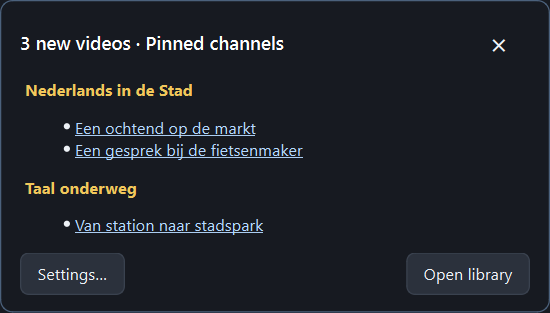 3 new videos · Pinned channels
Nederlands in de Stad
• Een ochtend op de markt
• Een gesprek bij de fietsenmaker
Taal onderweg
• Van station naar stadspark
Settings... Open library